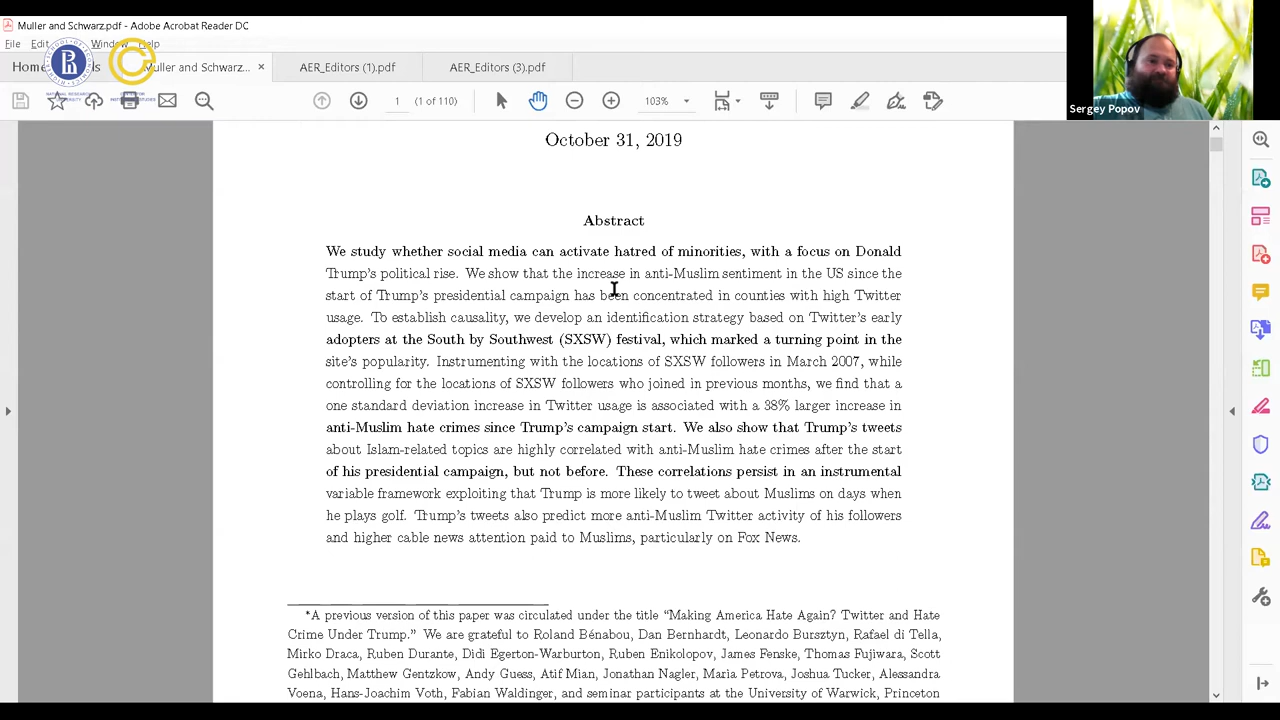 Muller and Schwarz.pdf - Adobe Acrobat Reader DC
File Edit Window Help
Muller and Schwarz... × AER_Editors (1).pdf AER_Editors (3).pdf
1 (1 of 110) 103%
Sergey Popov
October 31, 2019
Abstract
We study whether social media can activate hatred of minorities, with a focus on Donald
Trump's political rise. We show that the increase in anti-Muslim sentiment in the US since the
start of Trump's presidential campaign has been concentrated in counties with high Twitter
usage. To establish causality, we develop an identification strategy based on Twitter's early
adopters at the South by Southwest (SXSW) festival, which marked a turning point in the
site's popularity. Instrumenting with the locations of SXSW followers in March 2007, while
controlling for the locations of SXSW followers who joined in previous months, we find that a
one standard deviation increase in Twitter usage is associated with a 38% larger increase in
anti-Muslim hate crimes since Trump's campaign start. We also show that Trump's tweets
about Islam-related topics are highly correlated with anti-Muslim hate crimes after the start
of his presidential campaign, but not before. These correlations persist in an instrumental
variable framework exploiting that Trump is more likely to tweet about Muslims on days when
he plays golf. Trump's tweets also predict more anti-Muslim Twitter activity of his followers
and higher cable news attention paid to Muslims, particularly on Fox News.
*A previous version of this paper was circulated under the title “Making America Hate Again? Twitter and Hate
Crime Under Trump.” We are grateful to Roland Bénabou, Dan Bernhardt, Leonardo Bursztyn, Rafael di Tella,
Mirko Draca, Ruben Durante, Didi Egerton-Warburton, Ruben Enikolopov, James Fenske, Thomas Fujiwara, Scott
Gehlbach, Matthew Gentzkow, Andy Guess, Atif Mian, Jonathan Nagler, Maria Petrova, Joshua Tucker, Alessandra
Voena, Hans-Joachim Voth, Fabian Waldinger, and seminar participants at the University of Warwick, Princeton